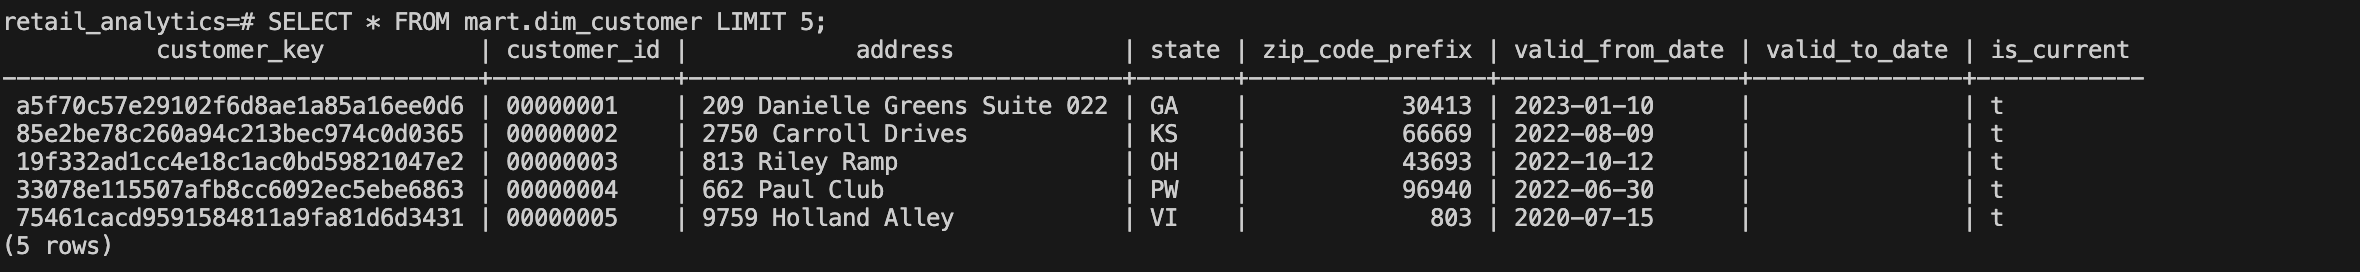 retail_analytics=# SELECT * FROM mart.dim_customer LIMIT 5;
customer_key | customer_id | address | state | zip_code_prefix | valid_from_date | valid_to_date | is_current
----------------------------------+-------------+-------------------------------+-------+-----------------+-----------------+---------------+------------
a5f70c57e29102f6d8ae1a85a16ee0d6 | 00000001 | 209 Danielle Greens Suite 022 | GA | 30413 | 2023-01-10 | | t
85e2be78c260a94c213bec974c0d0365 | 00000002 | 2750 Carroll Drives | KS | 66669 | 2022-08-09 | | t
19f332ad1cc4e18c1ac0bd59821047e2 | 00000003 | 813 Riley Ramp | OH | 43693 | 2022-10-12 | | t
33078e115507afb8cc6092ec5ebe6863 | 00000004 | 662 Paul Club | PW | 96940 | 2022-06-30 | | t
75461cacd9591584811a9fa81d6d3431 | 00000005 | 9759 Holland Alley | VI | 803 | 2020-07-15 | | t
(5 rows)